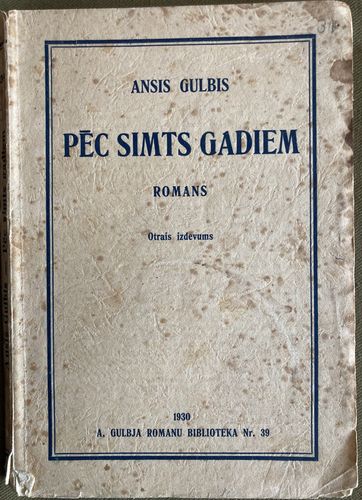 ANSIS GULBIS
PĒC SIMTS GADIEM
ROMANS
Otrais izdevums
1930
A. GULBJA ROMANU BIBLIOTEKA Nr. 39